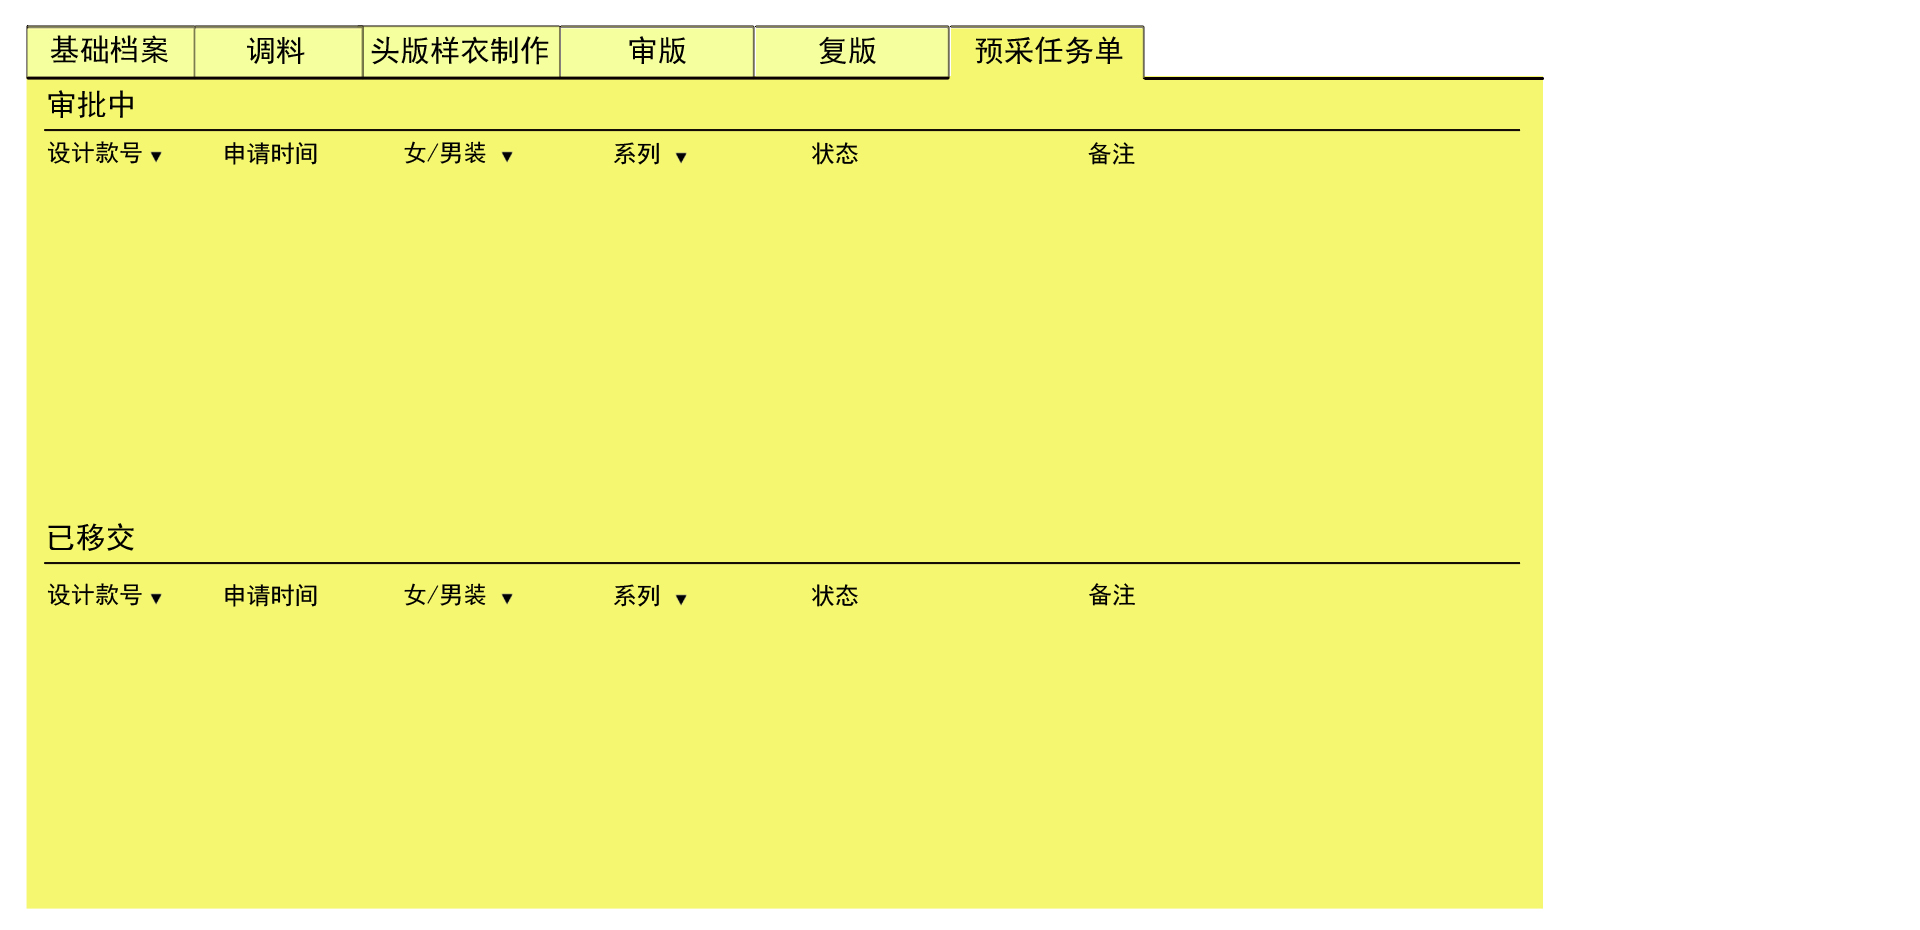 基础档案 调料 头版样衣制作 审版 复版 预采任务单
审批中
设计款号 ▼ 申请时间 女/男装 ▼ 系列 ▼ 状态 备注
已移交
设计款号 ▼ 申请时间 女/男装 ▼ 系列 ▼ 状态 备注